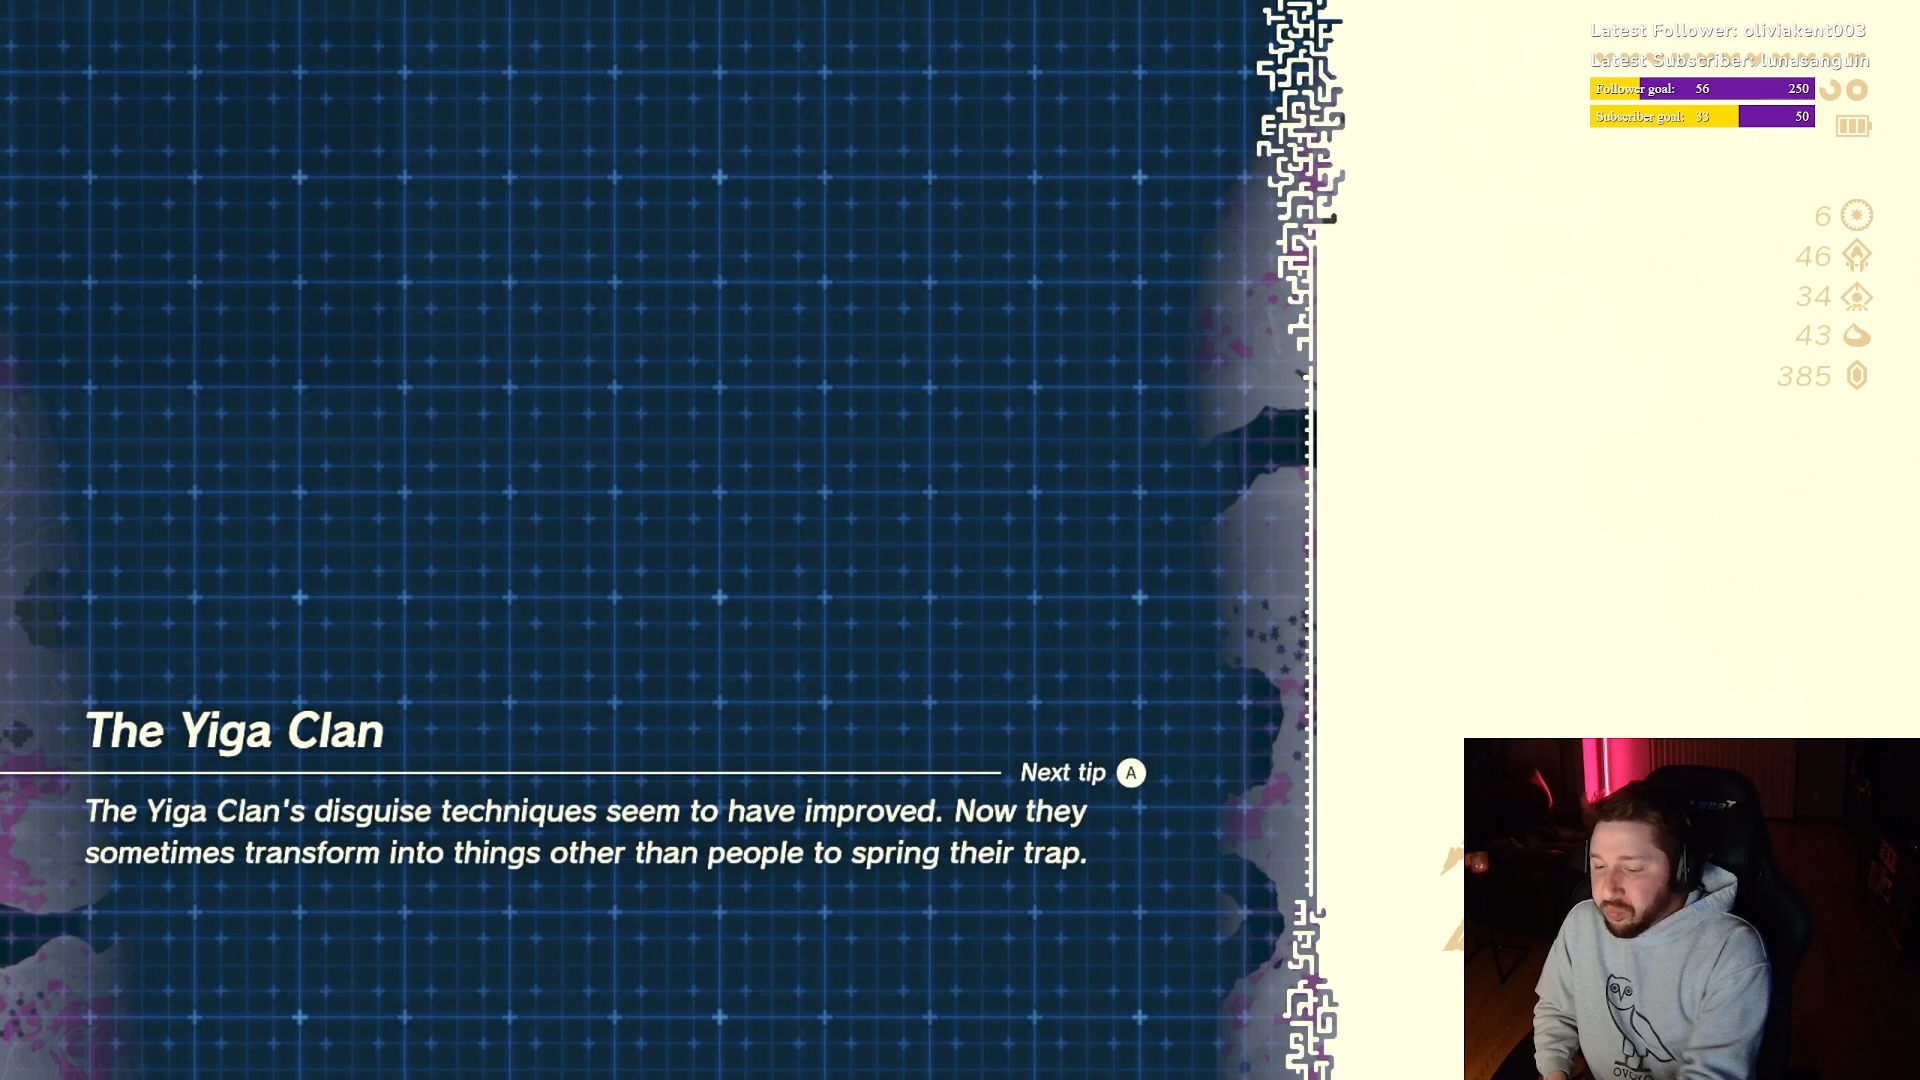 Latest Follower: oliviakent003
Latest Subscriber: lunasanguin
Follower goal: 56 250
Subscriber goal: 33 50
6
46
34
43
385
The Yiga Clan
Next tip A
The Yiga Clan's disguise techniques seem to have improved. Now they
sometimes transform into things other than people to spring their trap.